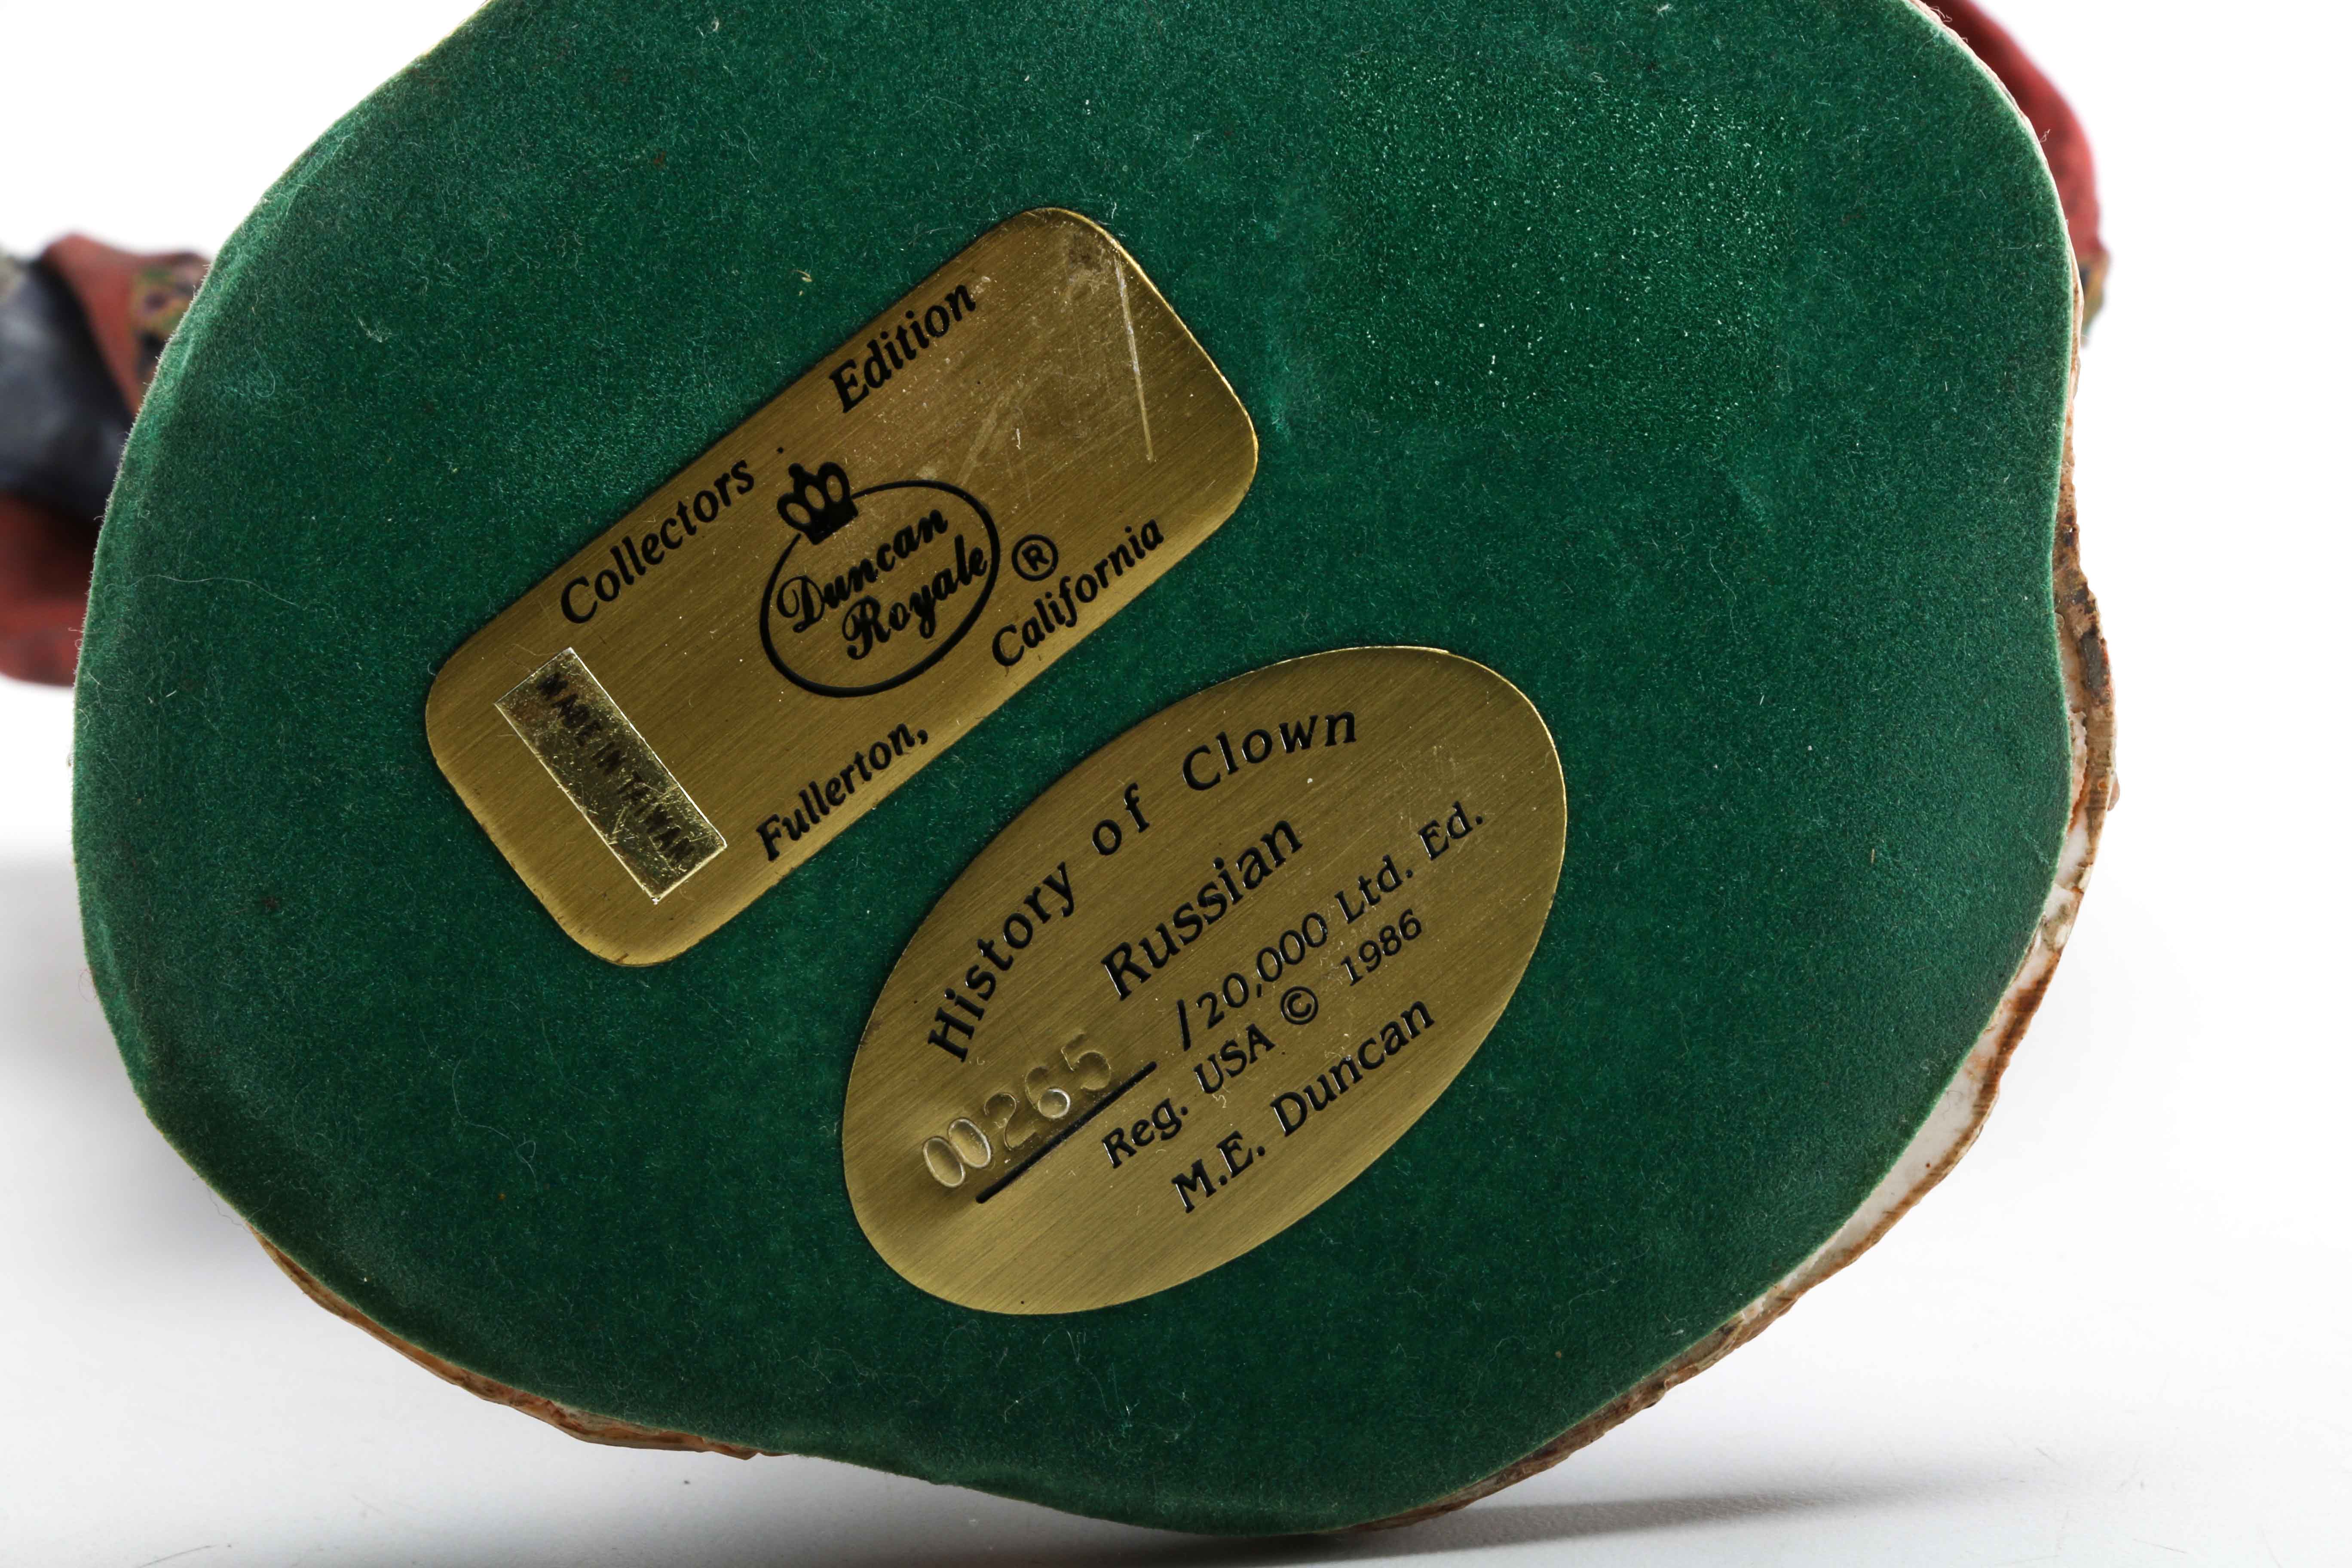 Collectors Edition
Duncan
Royale ®
Fullerton, California
MADE IN TAIWAN
History of Clown
Russian
00265 /20,000 Ltd. Ed.
Reg. USA © 1986
M.E. Duncan